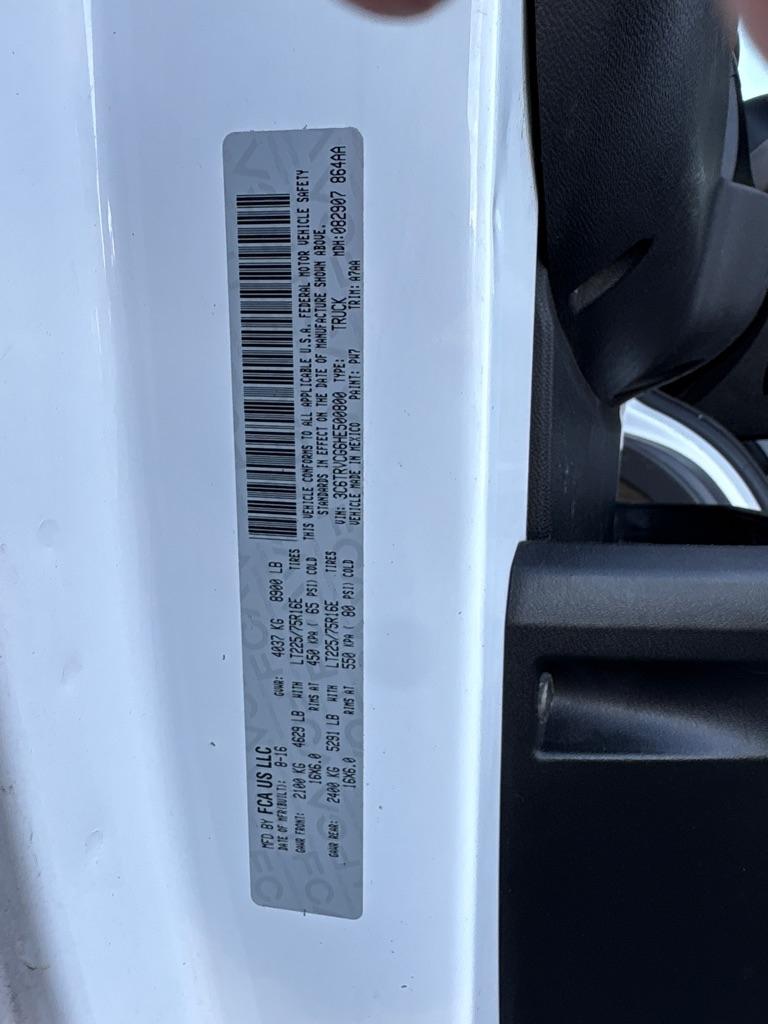 MFD BY FCA US LLC
DATE OF MFR(BUILT): 8-16 GVWR: 4037 KG 8900 LB
GAWR FRONT: 2100 KG 4629 LB WITH LT225/75R16E TIRES
16X6.0 RIMS AT 450 KPA ( 65 PSI) COLD
GAWR REAR: 2400 KG 5291 LB WITH LT225/75R16E TIRES
16X6.0 RIMS AT 550 KPA ( 80 PSI) COLD
THIS VEHICLE CONFORMS TO ALL APPLICABLE U.S.A. FEDERAL MOTOR VEHICLE SAFETY
STANDARDS IN EFFECT ON THE DATE OF MANUFACTURE SHOWN ABOVE.
VIN: 3C6TRVCG6HE500800 TYPE: TRUCK MDH: 082907 864AA
VEHICLE MADE IN MEXICO PAINT: PW7 TRIM: A7AA